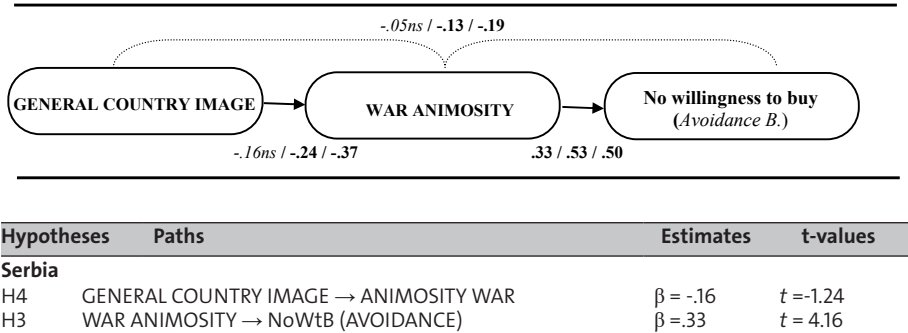 -.05ns / -.13 / -.19
GENERAL COUNTRY IMAGE
WAR ANIMOSITY
No willingness to buy
(Avoidance B.)
-.16ns / -.24 / -.37
.33 / .53 / .50
Hypotheses Paths Estimates t-values
Serbia
H4 GENERAL COUNTRY IMAGE → ANIMOSITY WAR β = -.16 t =-1.24
H3 WAR ANIMOSITY → NoWtB (AVOIDANCE) β =.33 t = 4.16